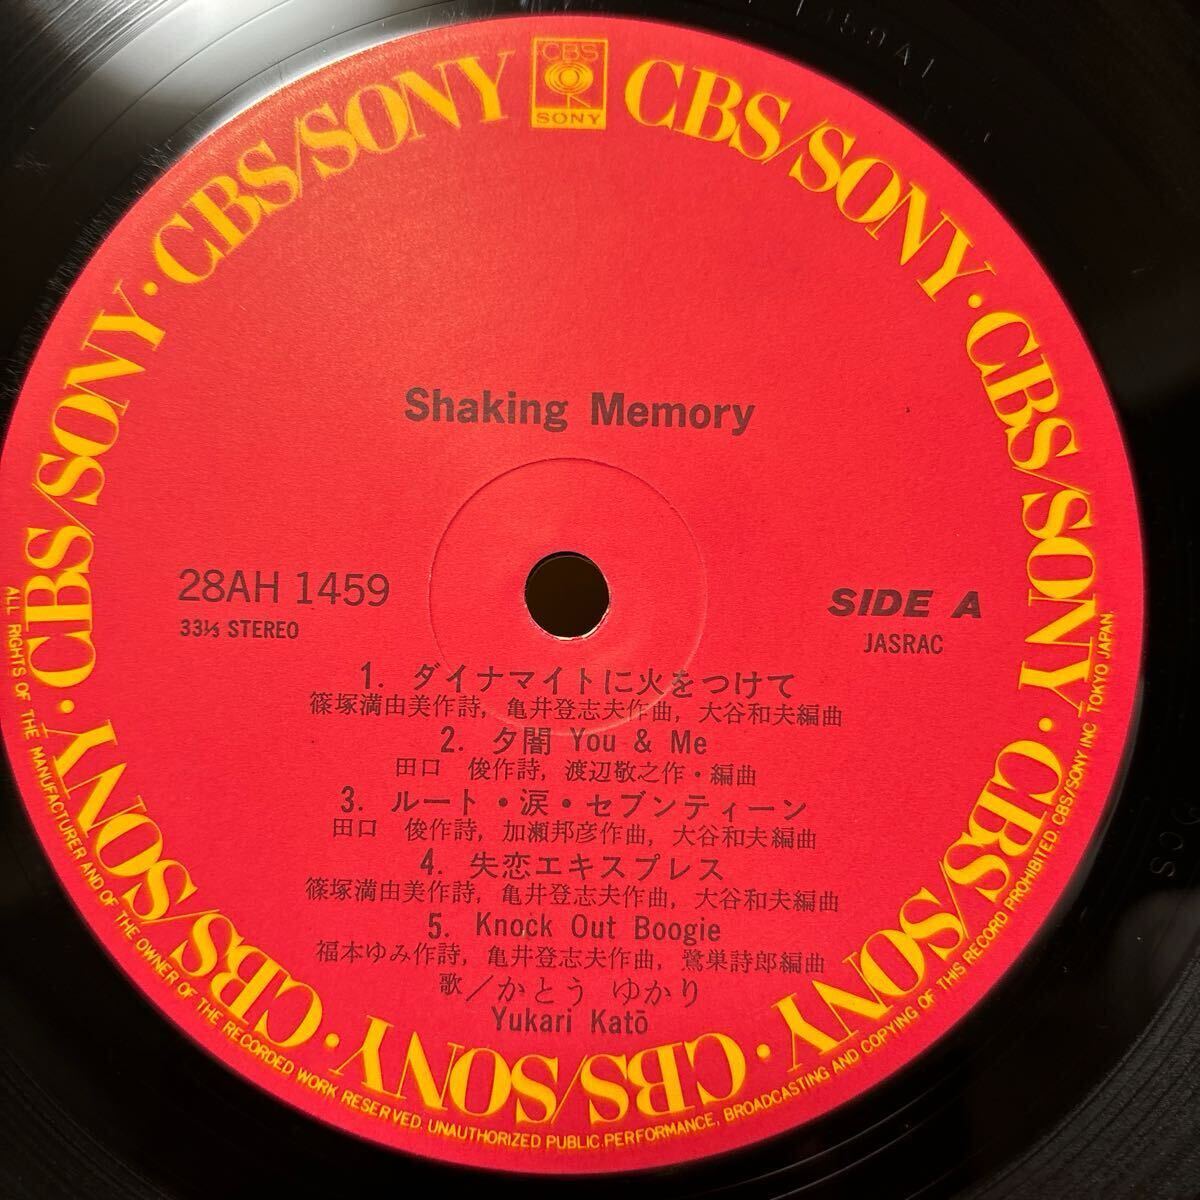 CBS
SONY
CBS/SONY · CBS/SONY · CBS/SONY · CBS/SONY · CBS/SONY · CBS/SONY · CBS/SONY · CBS/SONY · CBS/SONY
Shaking Memory
28AH 1459
33⅓ STEREO
SIDE A
JASRAC
1. ダイナマイトに火をつけて
篠塚満由美作詩, 亀井登志夫作曲, 大谷和夫編曲
2. 夕闇 You & Me
田口 俊作詩, 渡辺敬之作・編曲
3. ルート・涙・セブンティーン
田口 俊作詩, 加瀬邦彦作曲, 大谷和夫編曲
4. 失恋エキスプレス
篠塚満由美作詩, 亀井登志夫作曲, 大谷和夫編曲
5. Knock Out Boogie
福本ゆみ作詩, 亀井登志夫作曲, 鷺巣詩郎編曲
歌／かとう ゆかり
Yukari Katō
ALL RIGHTS OF THE MANUFACTURER AND OF THE OWNER OF THE RECORDED WORK RESERVED. UNAUTHORIZED PUBLIC PERFORMANCE, BROADCASTING AND COPYING OF THIS RECORD PROHIBITED. CBS/SONY INC. TOKYO JAPAN.